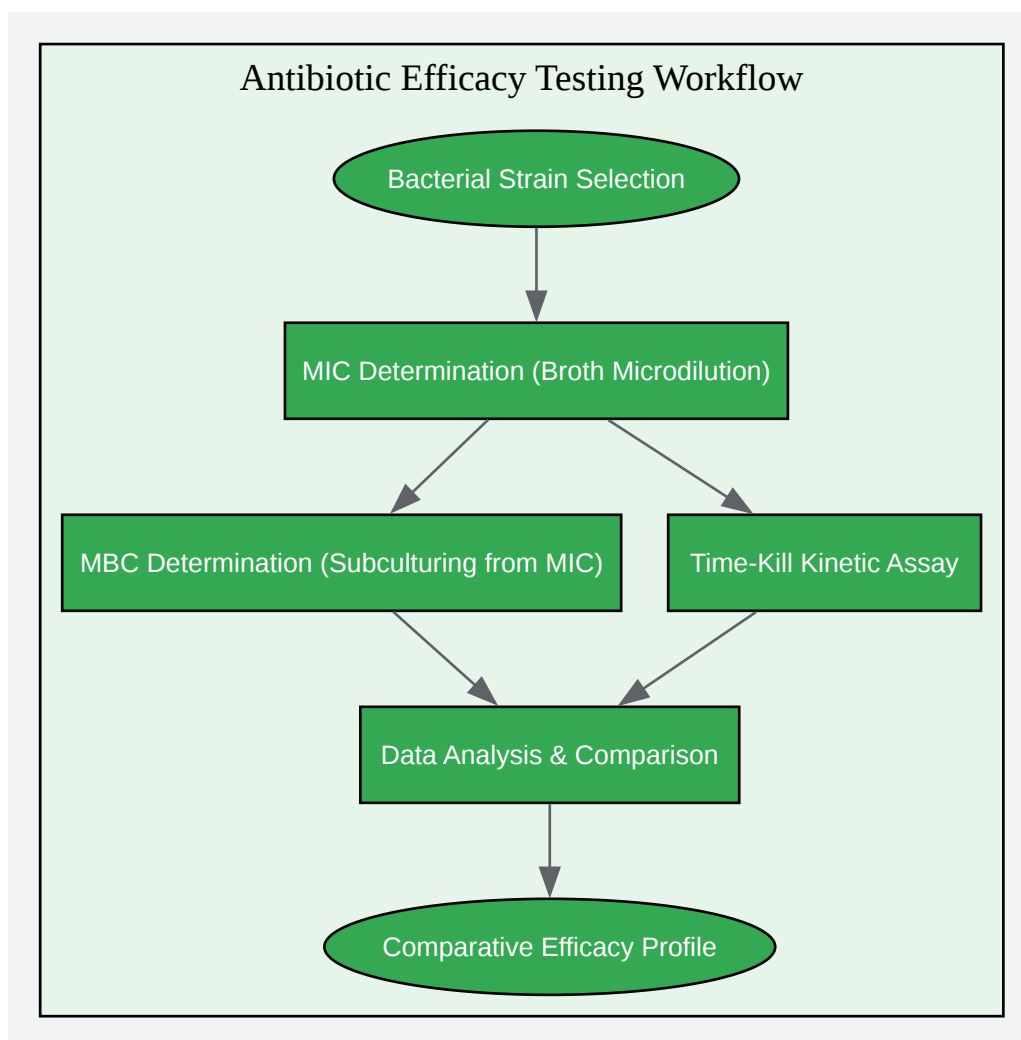 Antibiotic Efficacy Testing Workflow
Bacterial Strain Selection
MIC Determination (Broth Microdilution)
MBC Determination (Subculturing from MIC)
Time-Kill Kinetic Assay
Data Analysis & Comparison
Comparative Efficacy Profile